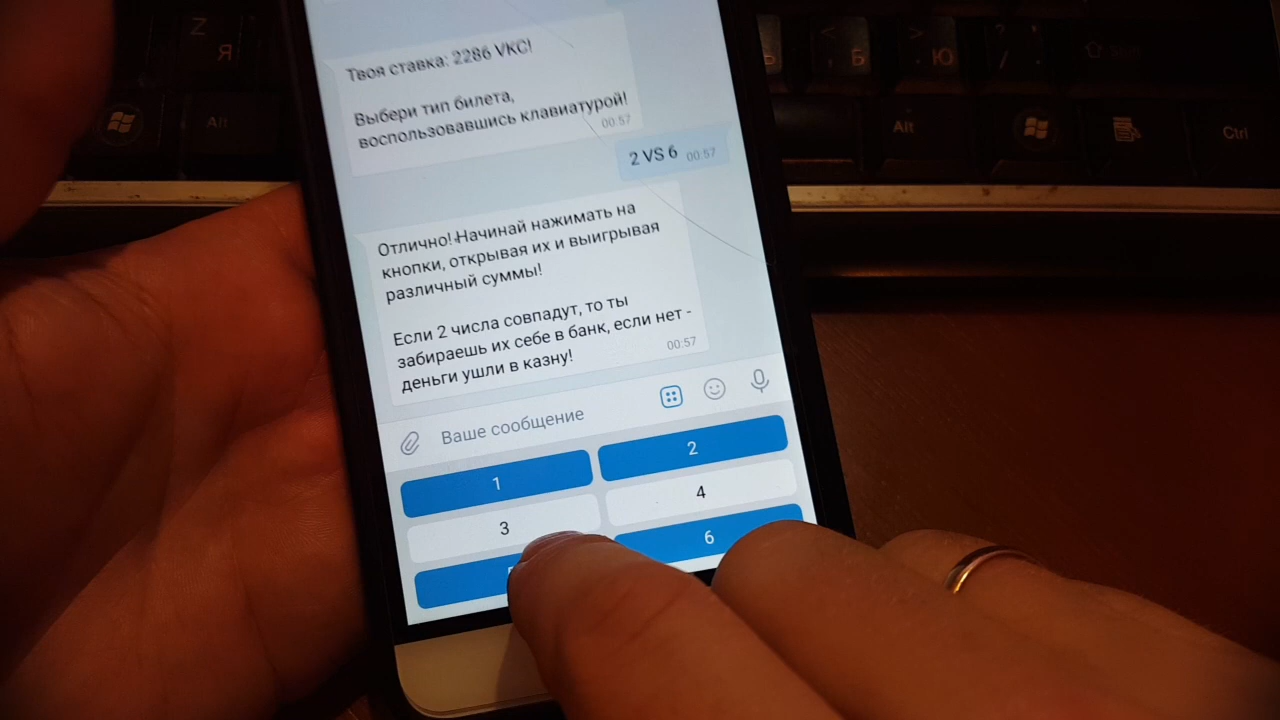 Z
Я
Alt
Б
Ю
Alt
Ctrl
Твоя ставка: 2286 VKC!
Выбери тип билета,
воспользовавшись клавиатурой!
00:57
2 VS 6 00:57
Отлично! Начинай нажимать на
кнопки, открывая их и выигрывая
различный суммы!
Если 2 числа совпадут, то ты
забираешь их себе в банк, если нет -
деньги ушли в казну!
00:57
Ваше сообщение
1 2
3 4
6